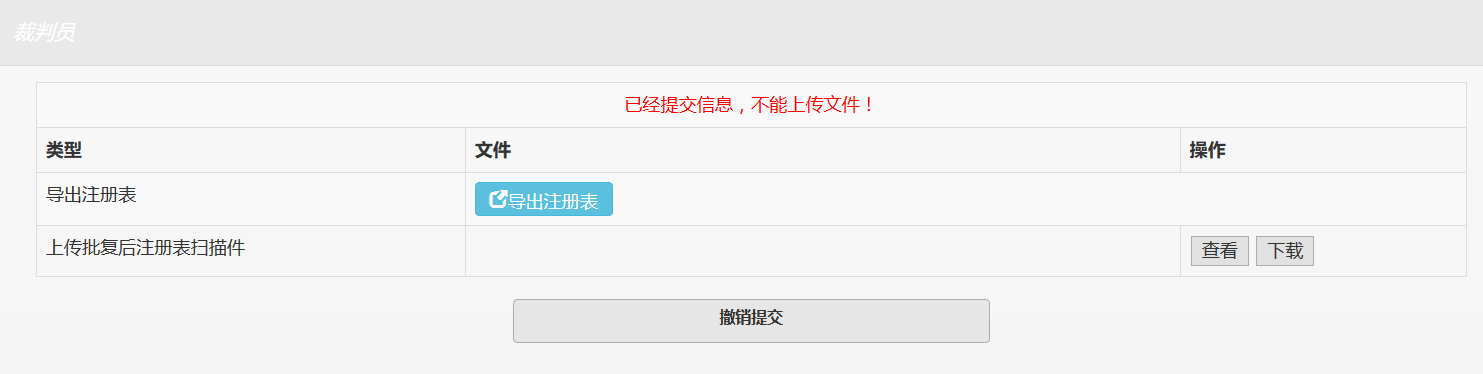 裁判员
已经提交信息，不能上传文件！
类型 文件 操作
导出注册表 导出注册表
上传批复后注册表扫描件 查看 下载
撤销提交